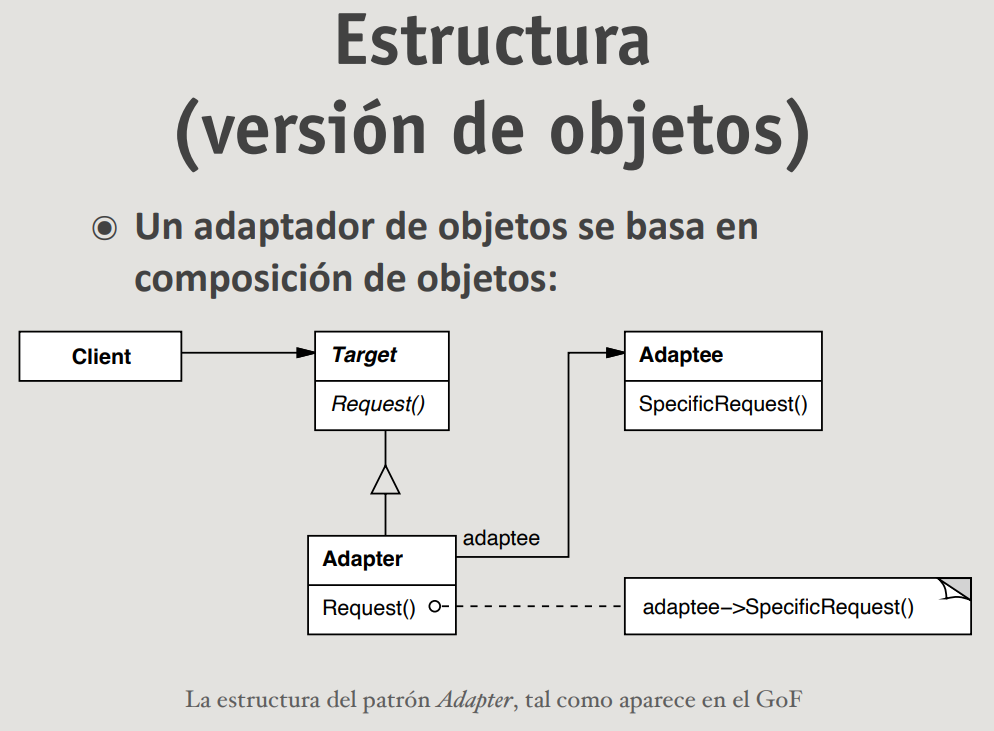 Estructura
(versión de objetos)
Un adaptador de objetos se basa en
composición de objetos:
Client
Target
Request()
Adaptee
SpecificRequest()
adaptee
Adapter
Request()
adaptee–>SpecificRequest()
La estructura del patrón Adapter, tal como aparece en el GoF